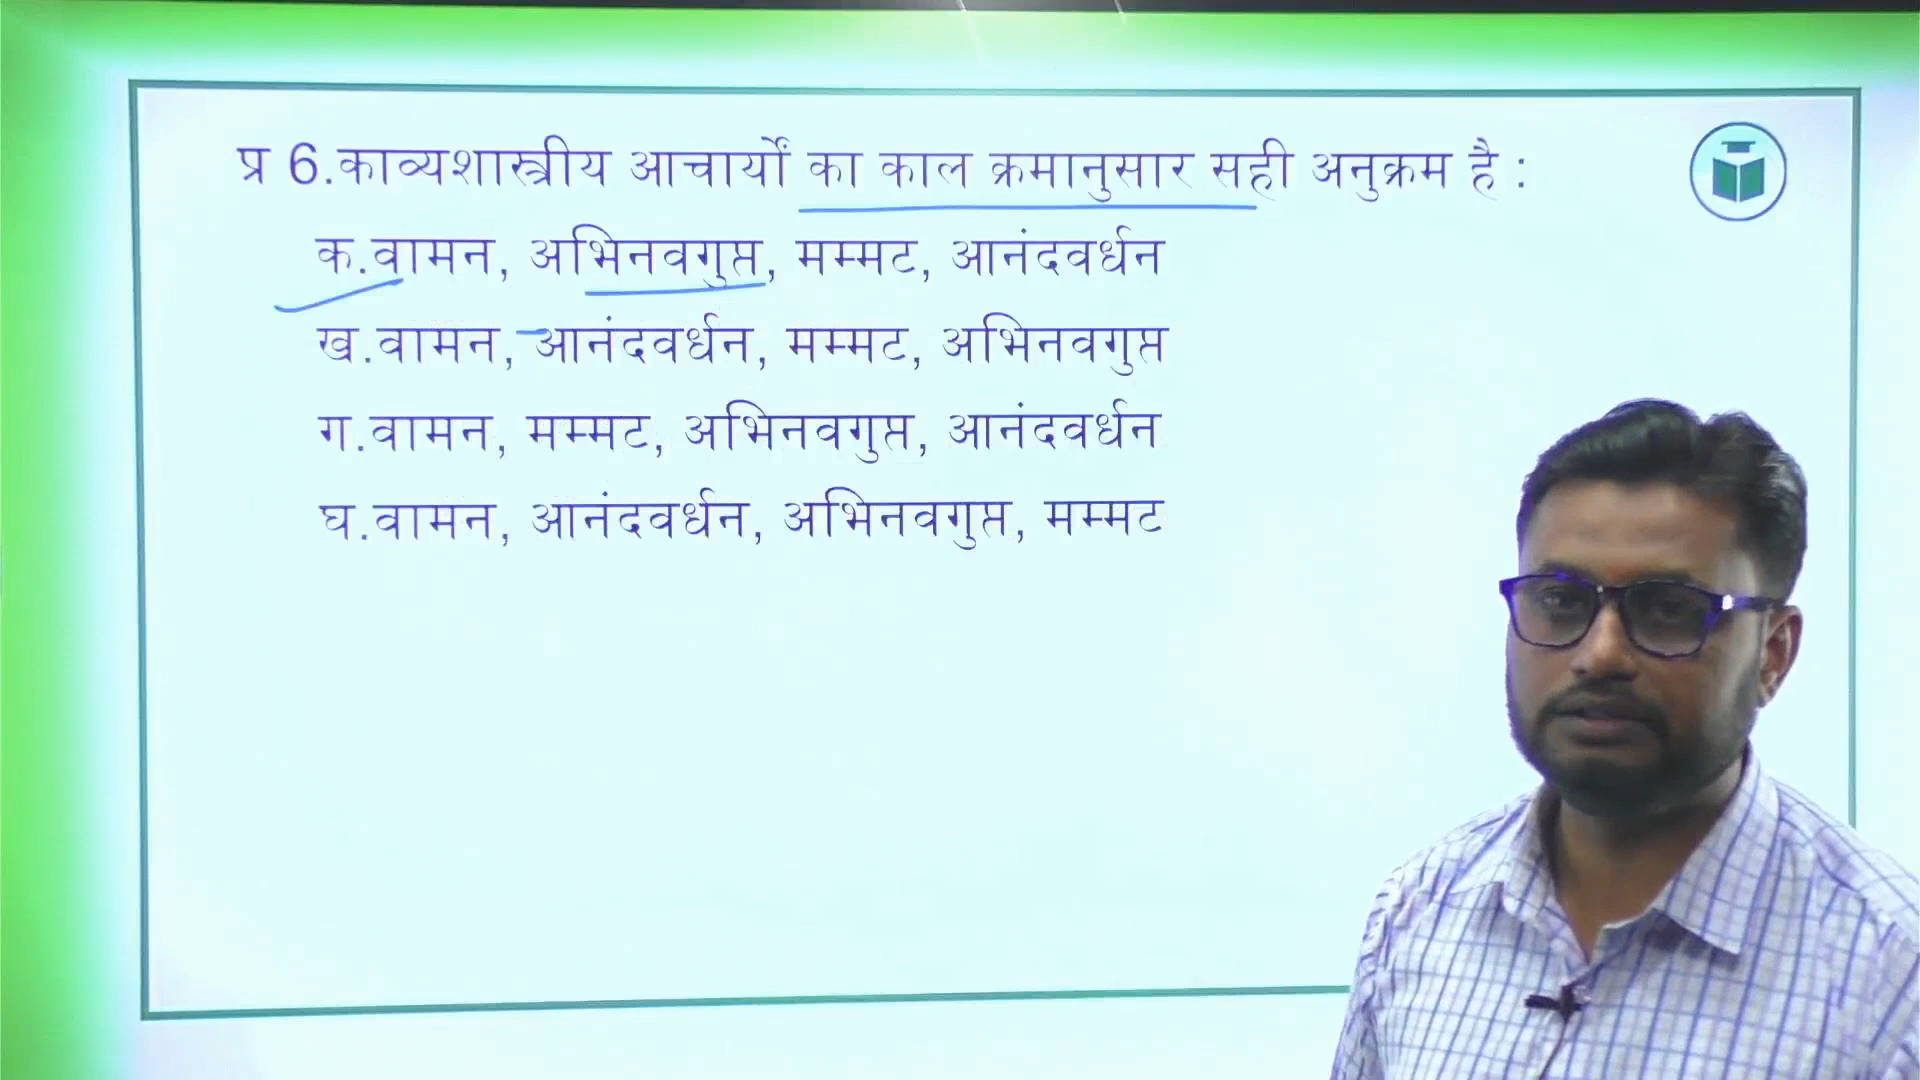 प्र 6.काव्यशास्त्रीय आचार्यों का काल क्रमानुसार सही अनुक्रम है :
क.वामन, अभिनवगुप्त, मम्मट, आनंदवर्धन
ख.वामन, आनंदवर्धन, मम्मट, अभिनवगुप्त
ग.वामन, मम्मट, अभिनवगुप्त, आनंदवर्धन
घ.वामन, आनंदवर्धन, अभिनवगुप्त, मम्मट